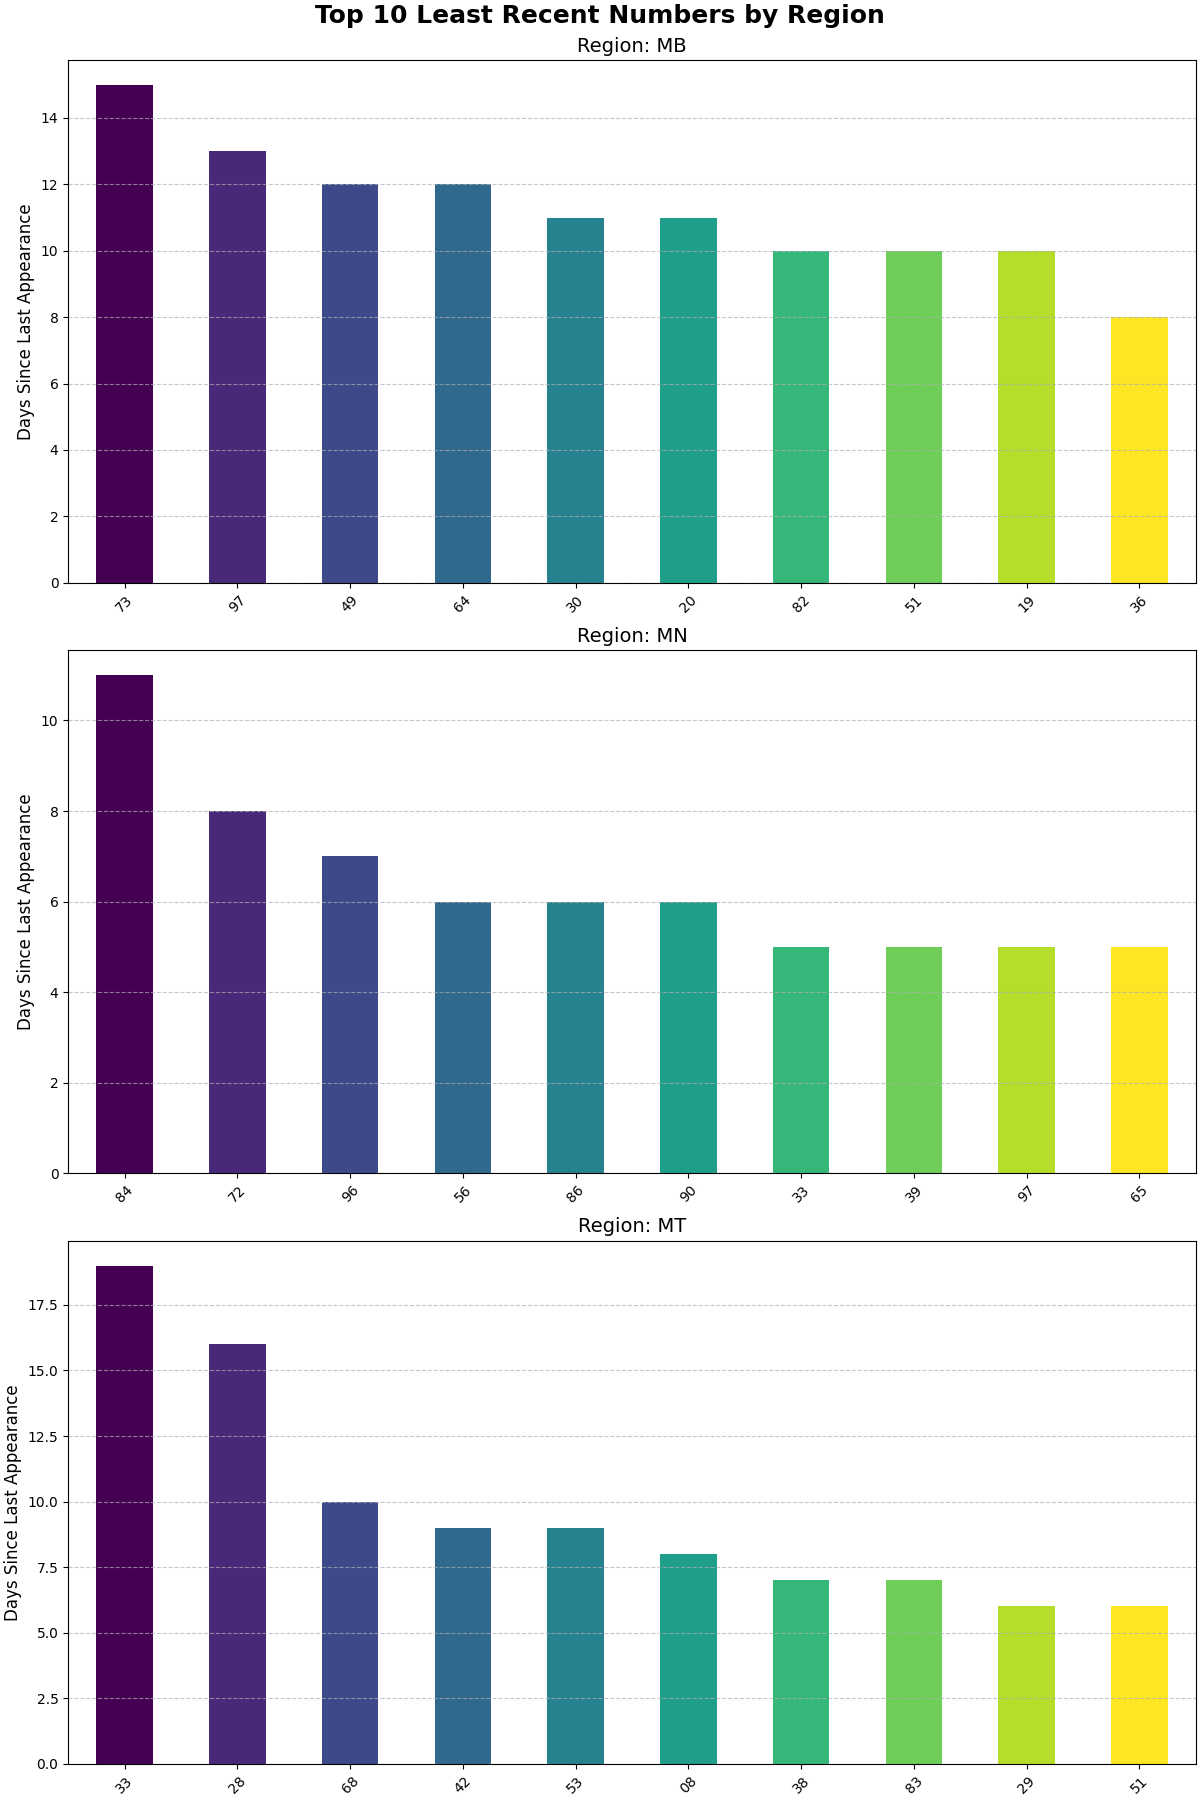 Top 10 Least Recent Numbers by Region
Region: MB
Days Since Last Appearance
14
12
10
8
6
4
2
0
73 97 49 64 30 20 82 51 19 36
Region: MN
Days Since Last Appearance
10
8
6
4
2
0
84 72 96 56 86 90 33 39 97 65
Region: MT
Days Since Last Appearance
17.5
15.0
12.5
10.0
7.5
5.0
2.5
0.0
33 28 68 42 53 08 38 83 29 51